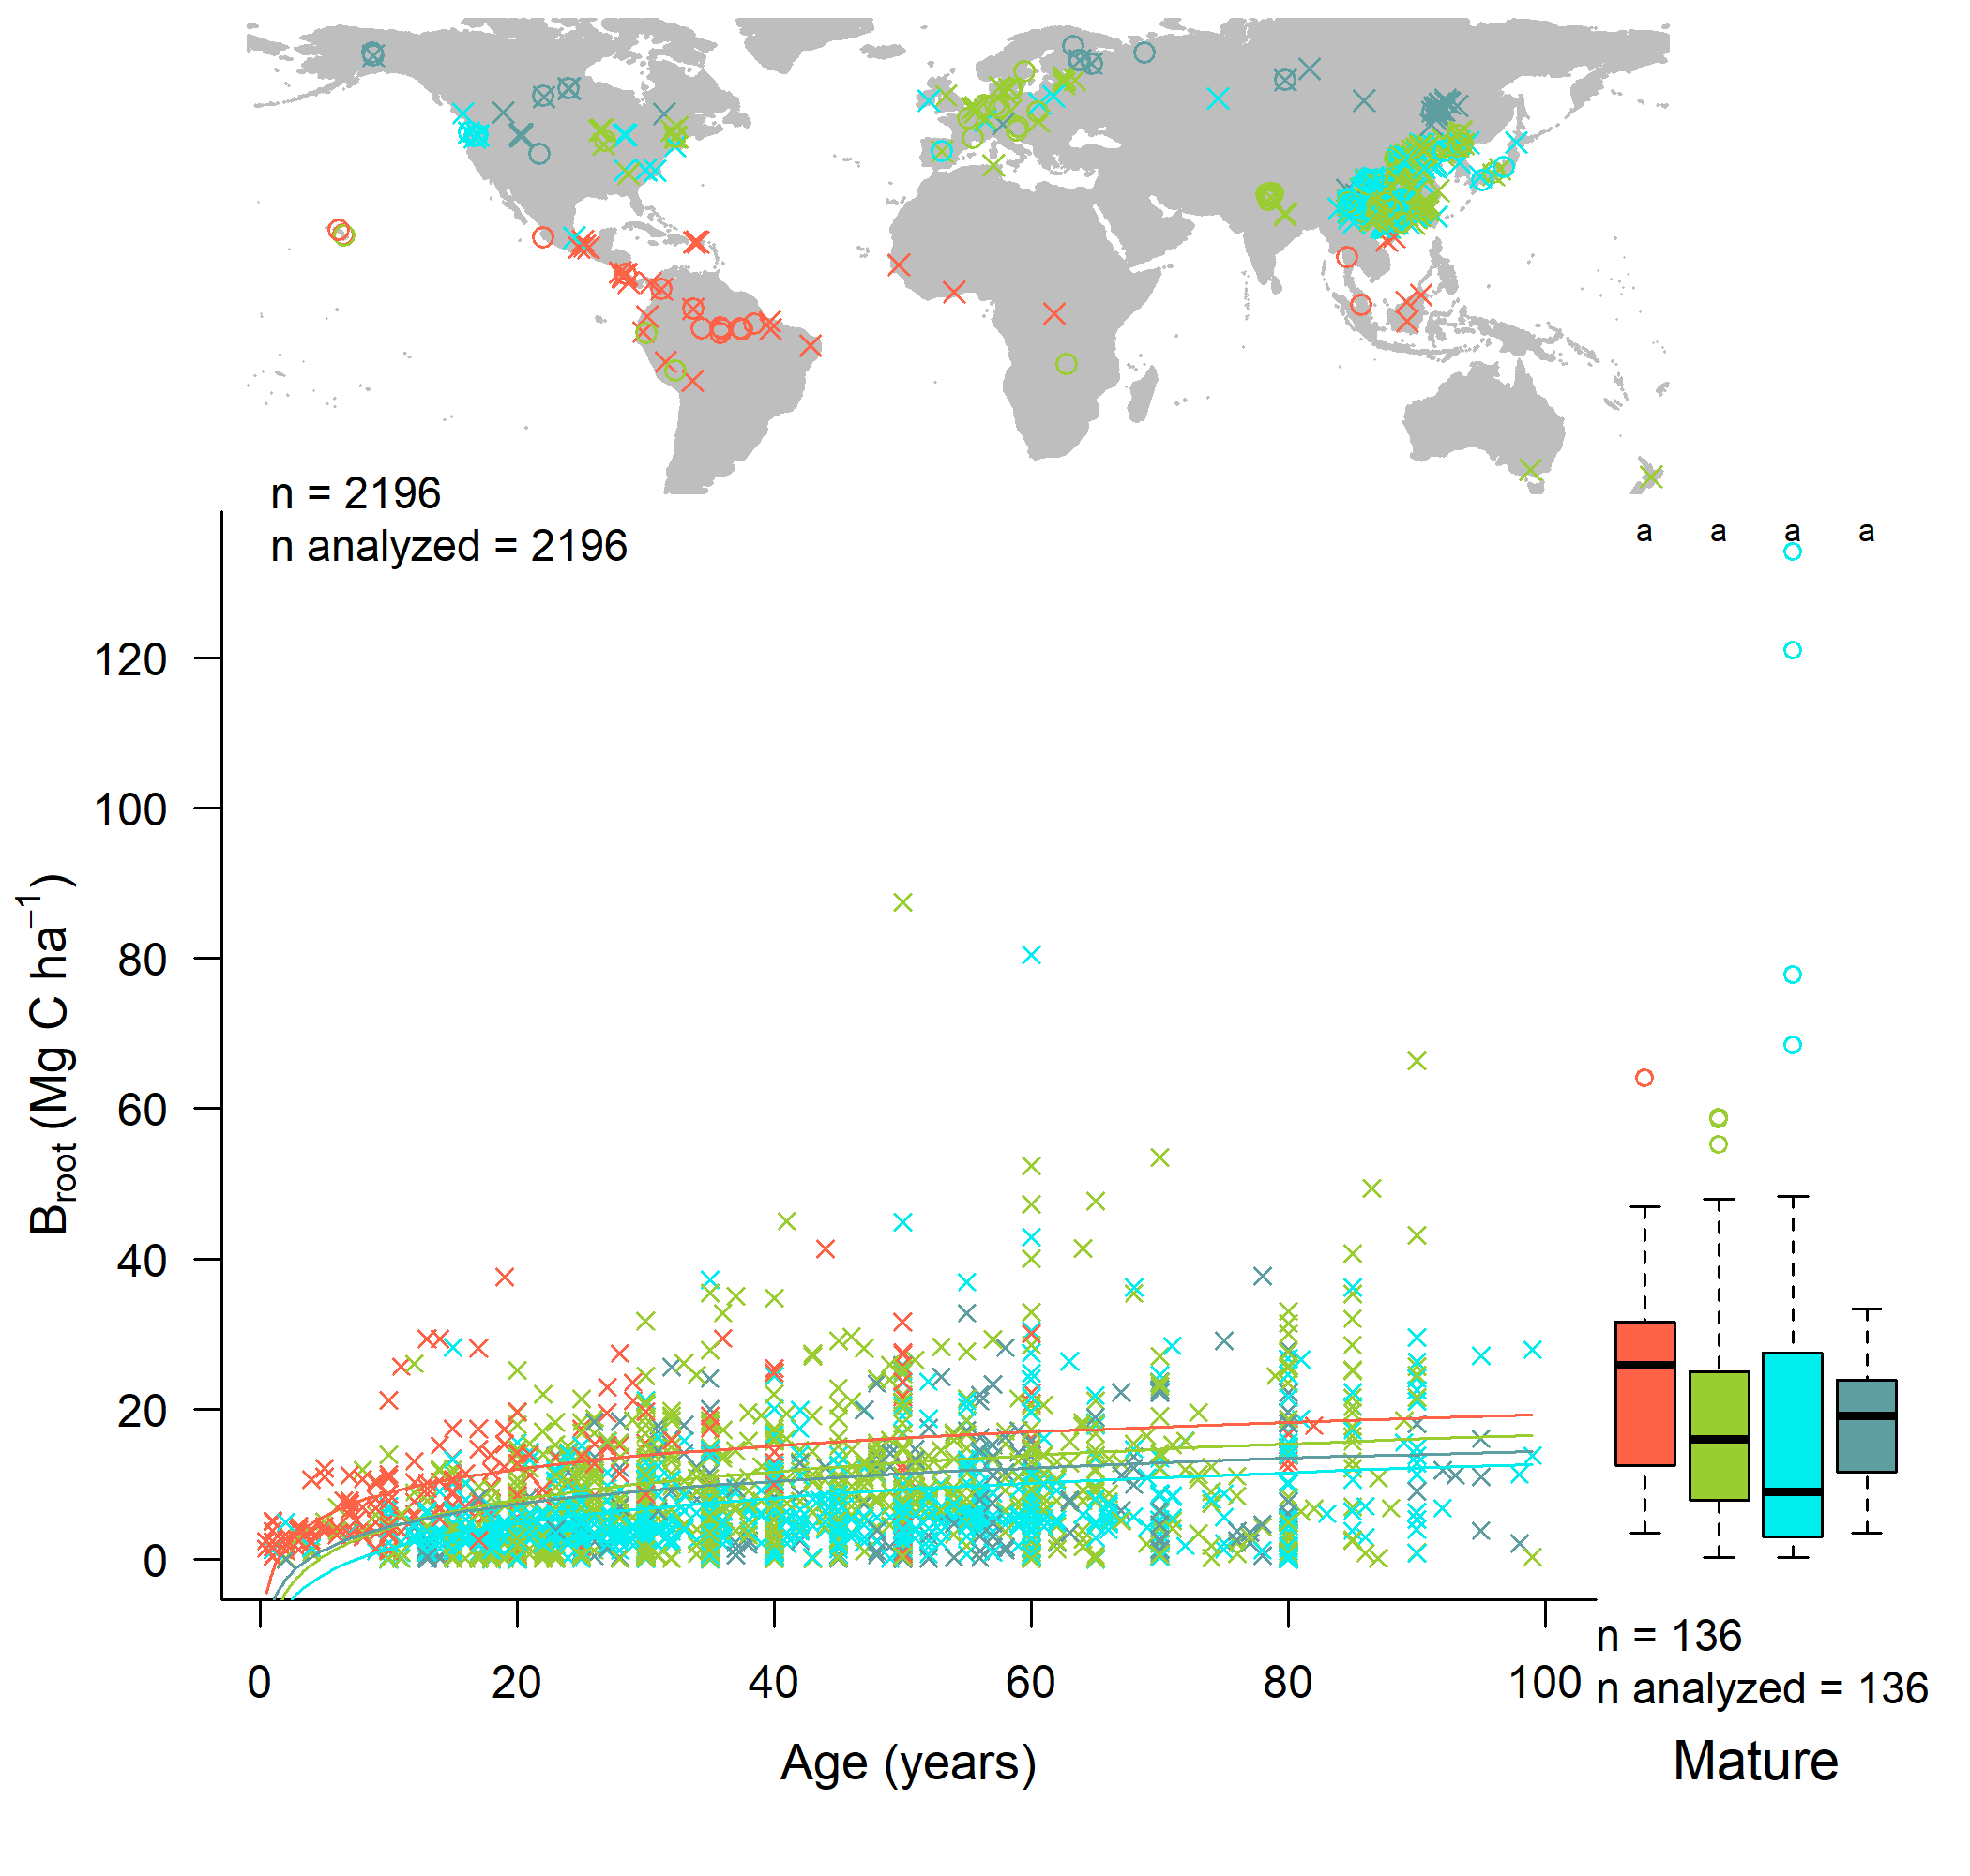 n = 2196
n analyzed = 2196
a a a a
120
100
80
60
40
20
0
B_root (Mg C ha⁻¹)
0 20 40 60 80 100
Age (years)
n = 136
n analyzed = 136
Mature